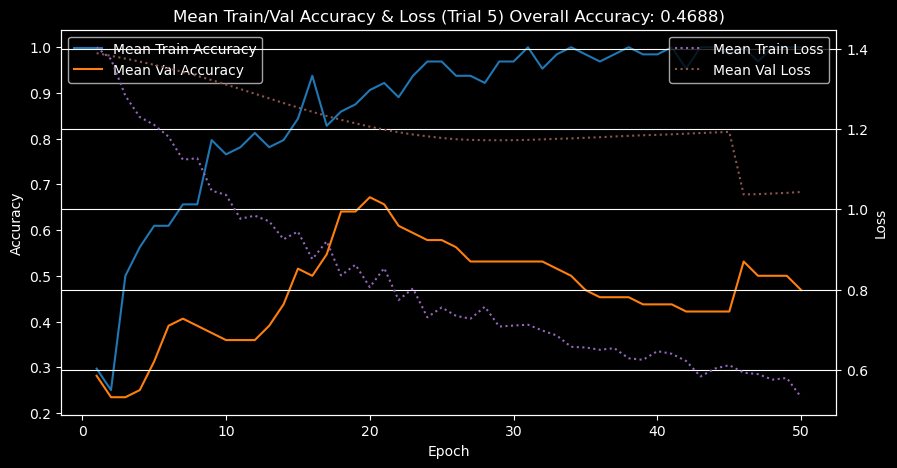 Mean Train/Val Accuracy & Loss (Trial 5) Overall Accuracy: 0.4688)
Mean Train Accuracy
Mean Val Accuracy
Mean Train Loss
Mean Val Loss
Accuracy
1.0
0.9
0.8
0.7
0.6
0.5
0.4
0.3
0.2
1.4
1.2
1.0
0.8
0.6
Loss
0 10 20 30 40 50
Epoch